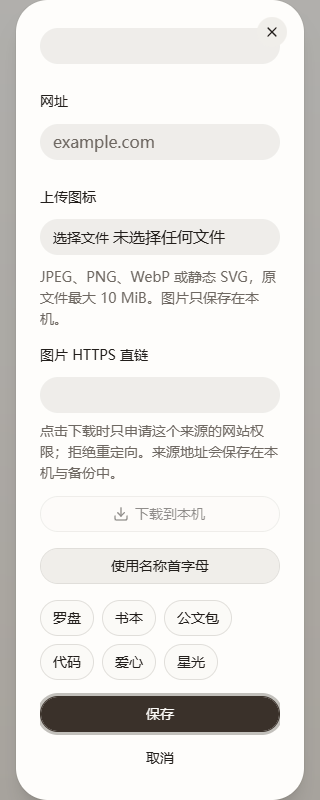 网址
example.com
上传图标
选择文件 未选择任何文件
JPEG、PNG、WebP 或静态 SVG，原
文件最大 10 MiB。图片只保存在本
机。
图片 HTTPS 直链
点击下载时只申请这个来源的网站权
限；拒绝重定向。来源地址会保存在本
机与备份中。
下载到本机
使用名称首字母
罗盘 书本 公文包
代码 爱心 星光
保存
取消